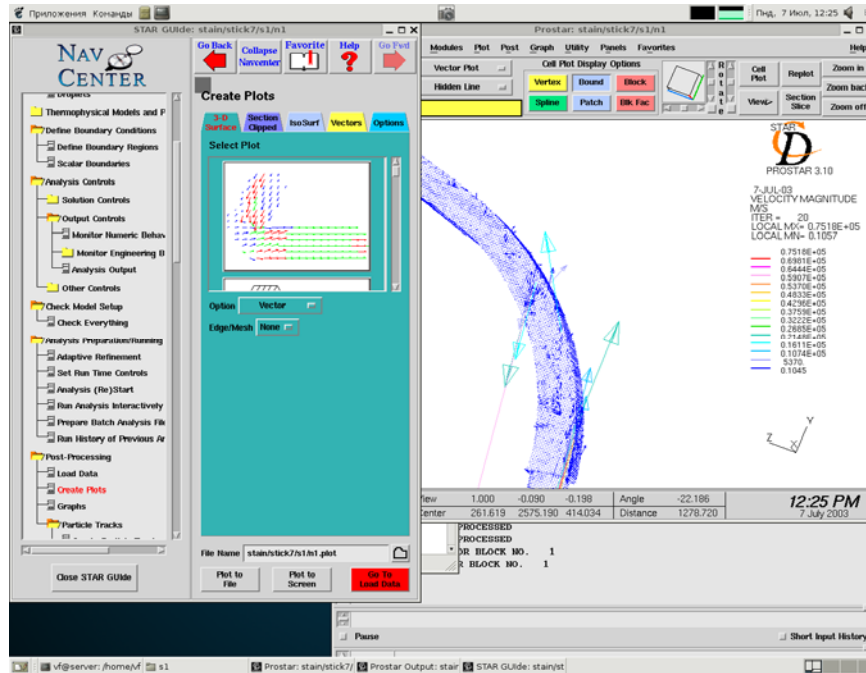 Приложения Команды
Пнд, 7 Июл, 12:25
STAR GUIde: stain/stick7/s1/n1
Prostar: stain/stick7/s1/n1
NAV CENTER
Go Back
Collapse Navcenter
Favorite
Help
Go Fwd
Create Plots
3-D Surface
Section Clipped
IsoSurf
Vectors
Options
Select Plot
Option Vector
Edge/Mesh None
File Name stain/stick7/s1/n1.plot
Plot to File
Plot to Screen
Go To Load Data
Droplets
Thermophysical Models and P
Define Boundary Conditions
Define Boundary Regions
Scalar Boundaries
Analysis Controls
Solution Controls
Output Controls
Monitor Numeric Behav
Monitor Engineering B
Analysis Output
Other Controls
Check Model Setup
Check Everything
Analysis Preparation/Running
Adaptive Refinement
Set Run Time Controls
Analysis (Re)Start
Run Analysis Interactively
Prepare Batch Analysis File
Run History of Previous An
Post-Processing
Load Data
Create Plots
Graphs
Particle Tracks
Close STAR GUIde
Modules Plot Post Graph Utility Panels Favorites Help
Vector Plot
Hidden Line
Cell Plot Display Options
Vertex Bound Block
Spline Patch Blk Fac
Rotate
Cell Plot
Replot
Zoom in
Zoom back
View
Section Slice
Zoom off
STAR
D
PROSTAR 3.10
7-JUL-03
VELOCITY MAGNITUDE
M/S
ITER = 20
LOCAL MX= 0.7518E+05
LOCAL MN= 0.1057
0.7518E+05
0.6981E+05
0.6444E+05
0.5907E+05
0.5370E+05
0.4833E+05
0.4296E+05
0.3759E+05
0.3222E+05
0.2685E+05
0.2148E+05
0.1611E+05
0.1074E+05
5370.
0.1045
Y
Z
X
View 1.000 -0.090 -0.198 Angle -22.186
Center 261.619 2575.190 414.034 Distance 1278.720
12:25 PM
7 July 2003
PROCESSED
PROCESSED
OR BLOCK NO. 1
R BLOCK NO. 1
Pause
Short Input History
vf@server: /home/vf
s1
Prostar: stain/stick7/
Prostar Output: stain
STAR GUIde: stain/st